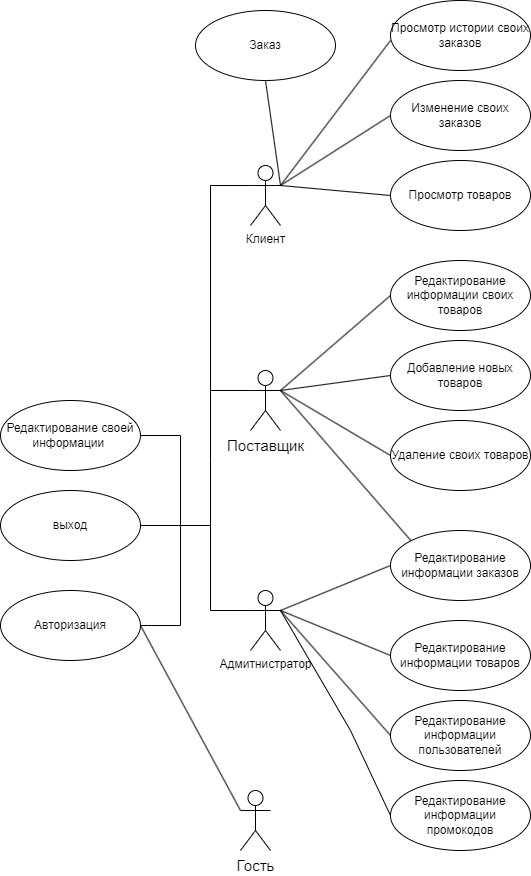 Просмотр истории своих
заказов
Заказ
Изменение своих
заказов
Просмотр товаров
Клиент
Редактирование
информации своих
товаров
Добавление новых
товаров
Поставщик
Редактирование своей
информации
Удаление своих товаров
выход
Редактирование
информации заказов
Авторизация
Адмитнистратор
Редактирование
информации товаров
Редактирование
информации
пользователей
Редактирование
информации
промокодов
Гость